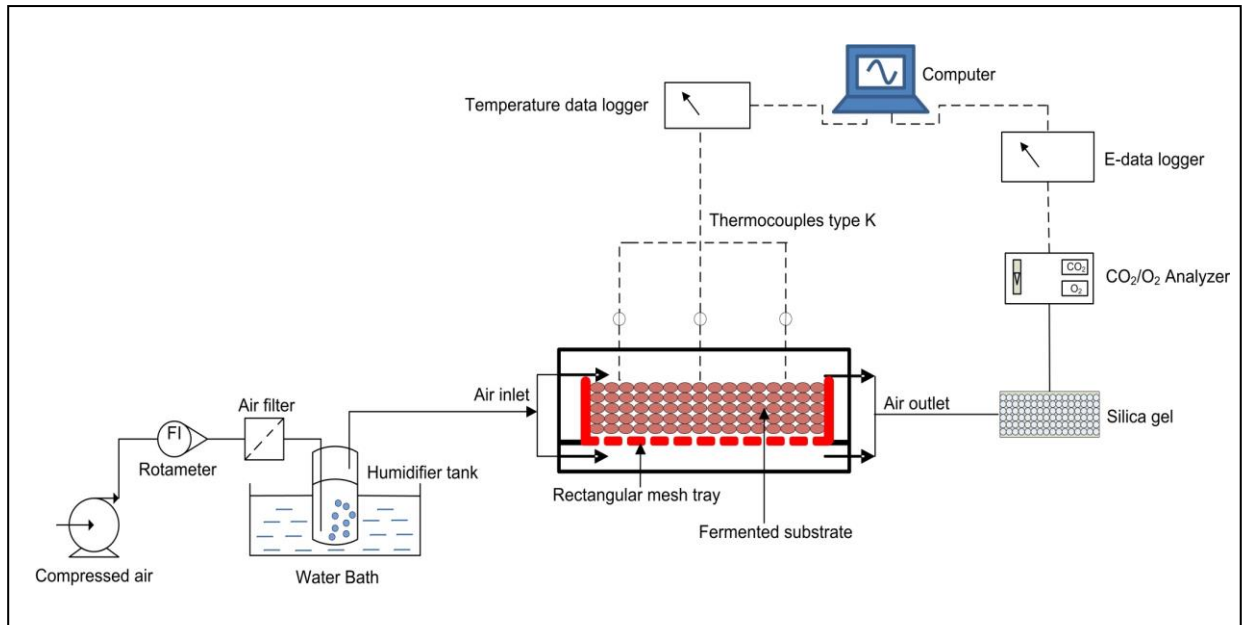 Computer
Temperature data logger
E-data logger
Thermocouples type K
CO₂
O₂
CO₂/O₂ Analyzer
Air inlet
Air outlet
Silica gel
Air filter
FI
Rotameter
Humidifier tank
Rectangular mesh tray
Fermented substrate
Compressed air
Water Bath